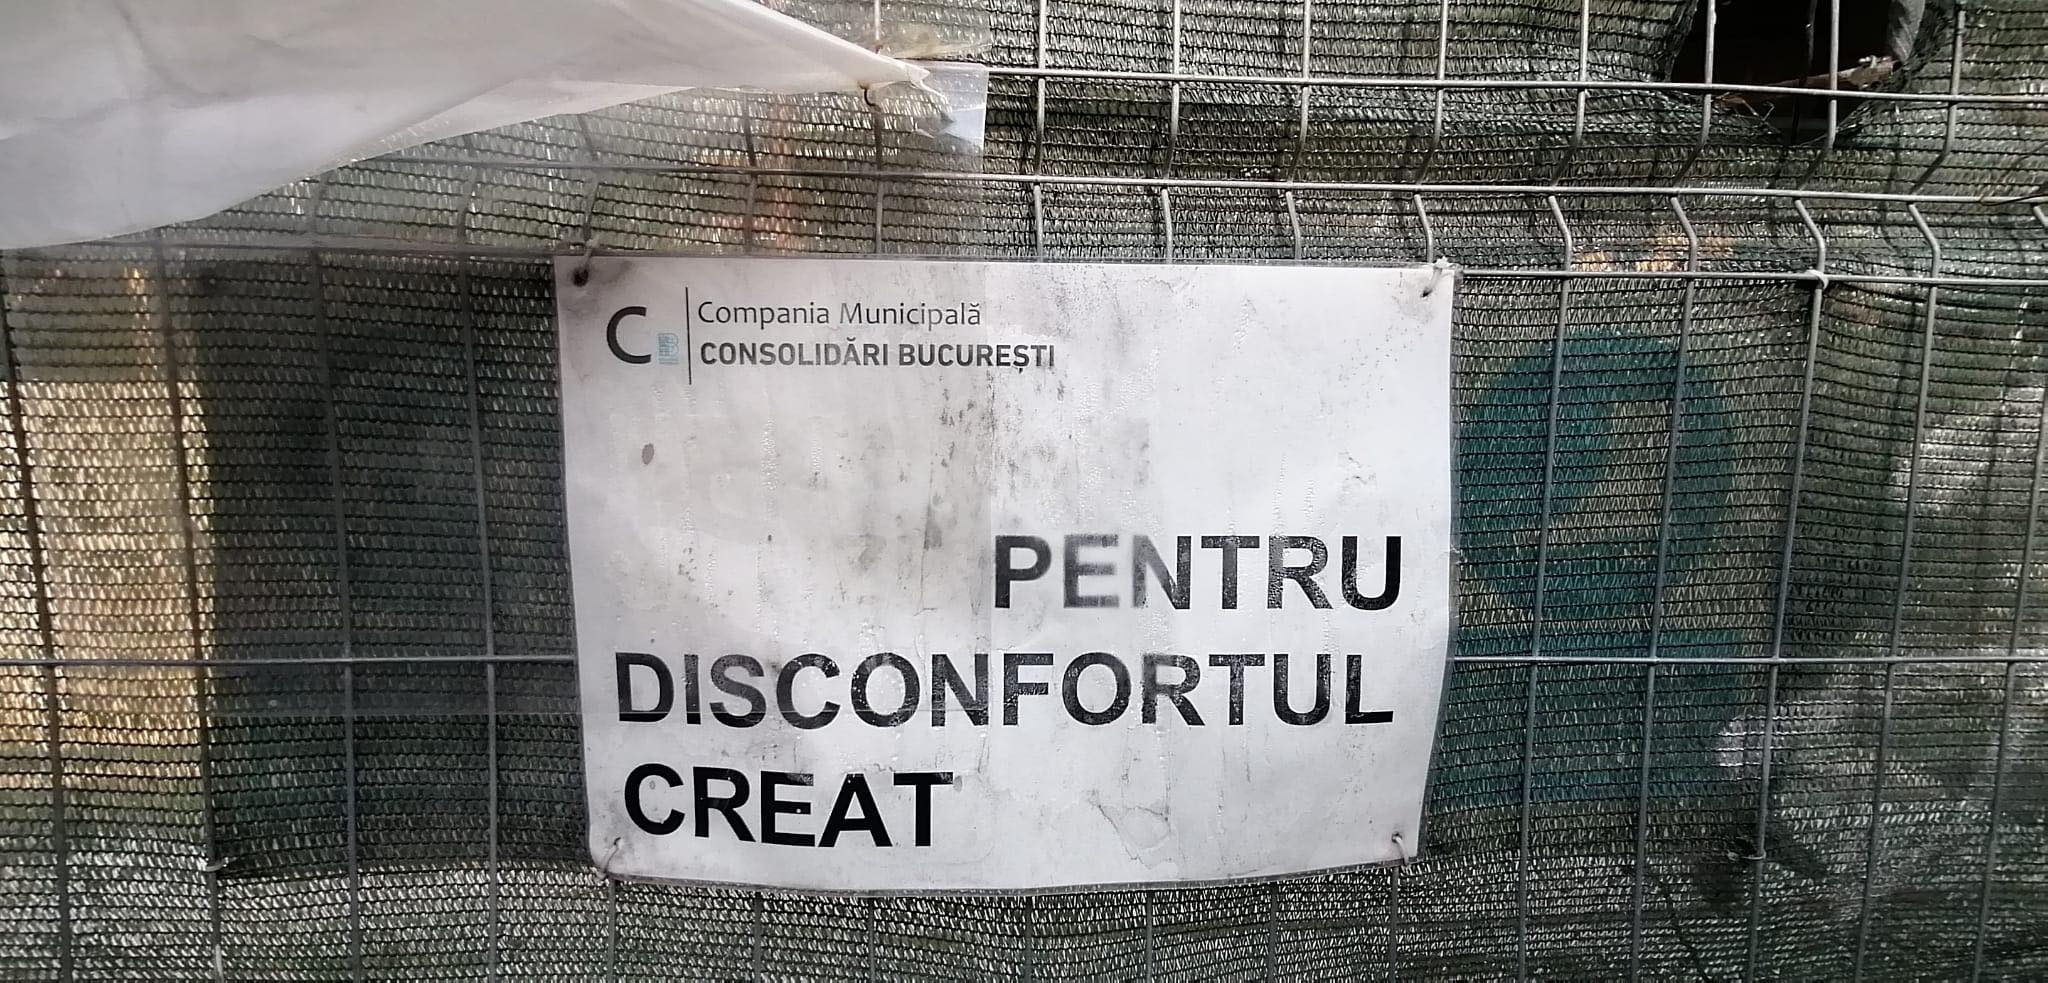 Compania Municipală
CONSOLIDĂRI BUCUREȘTI
PENTRU
DISCONFORTUL
CREAT